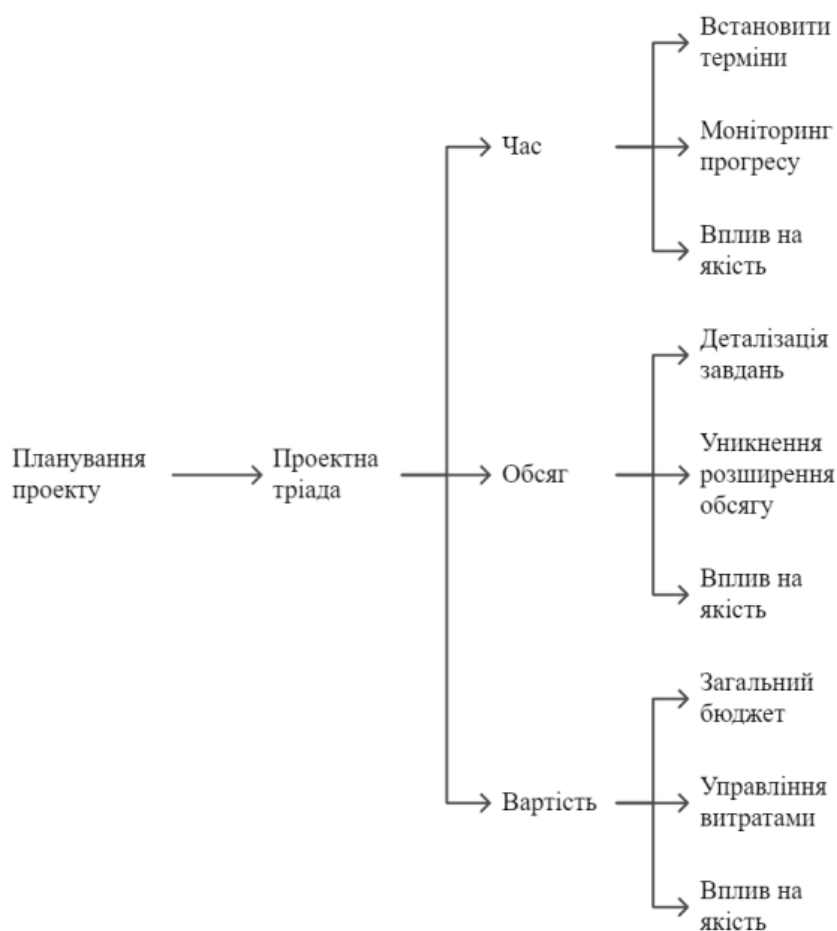 Планування
проекту
Проектна
тріада
Час
Встановити
терміни
Моніторинг
прогресу
Вплив на
якість
Обсяг
Деталізація
завдань
Уникнення
розширення
обсягу
Вплив на
якість
Вартість
Загальний
бюджет
Управління
витратами
Вплив на
якість